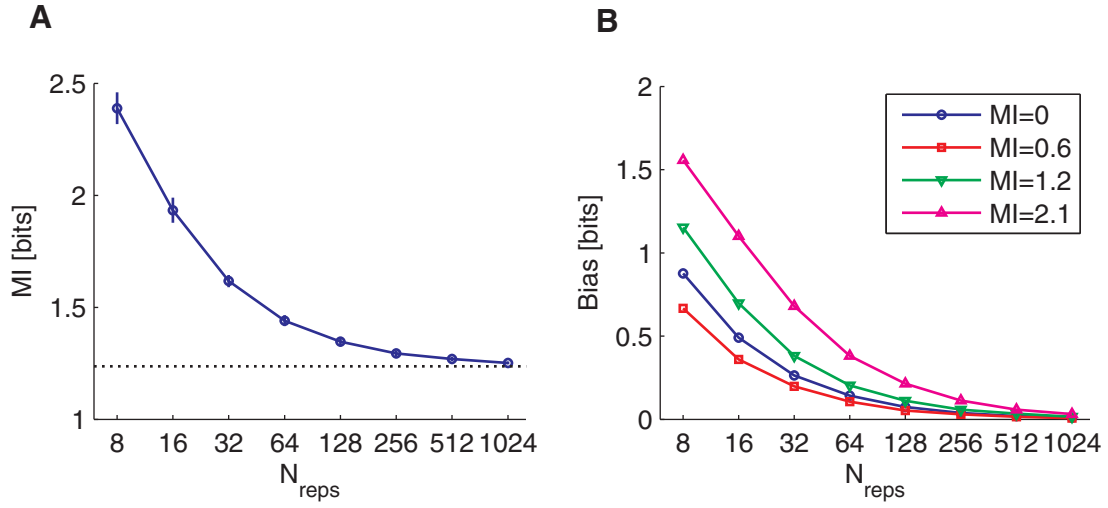 A
MI [bits]
2.5
2
1.5
1
8 16 32 64 128 256 512 1024
N_reps
B
Bias [bits]
2
1.5
1
0.5
0
8 16 32 64 128 256 512 1024
N_reps
MI=0
MI=0.6
MI=1.2
MI=2.1